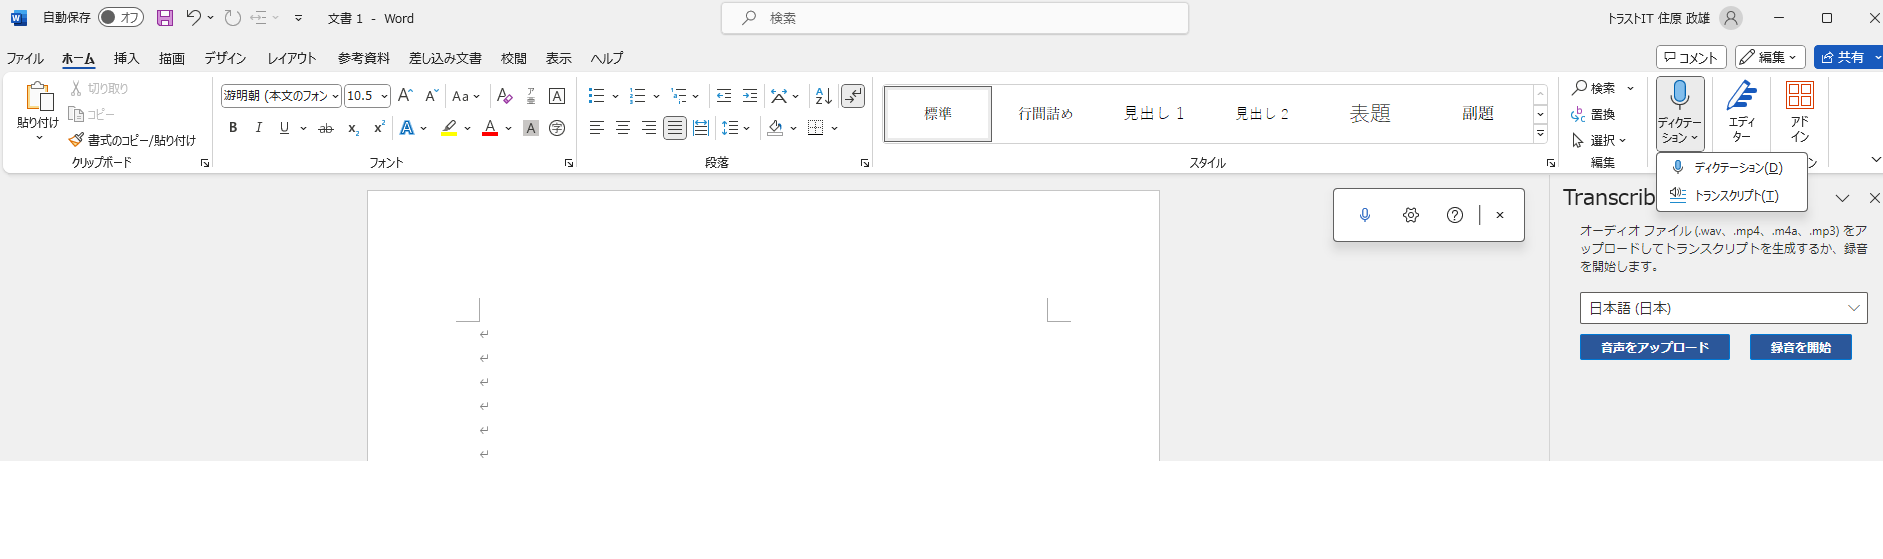 自動保存 オフ 文書 1 - Word 検索 トラストIT 住原 政雄
ファイル ホーム 挿入 描画 デザイン レイアウト 参考資料 差し込み文書 校閲 表示 ヘルプ コメント 編集 共有
貼り付け
切り取り
コピー
書式のコピー/貼り付け
クリップボード
游明朝 (本文のフォン 10.5 Aa
B I U ab x₂ x² A A A 字
フォント
段落
標準 行間詰め 見出し 1 見出し 2 表題 副題
スタイル
検索
置換
選択
編集
ディクテーション
エディター
アドイン
ン
ディクテーション(D)
トランスクリプト(T)
Transcrib
オーディオ ファイル (.wav、.mp4、.m4a、.mp3) をア
ップロードしてトランスクリプトを生成するか、録音
を開始します。
日本語 (日本)
音声をアップロード 録音を開始